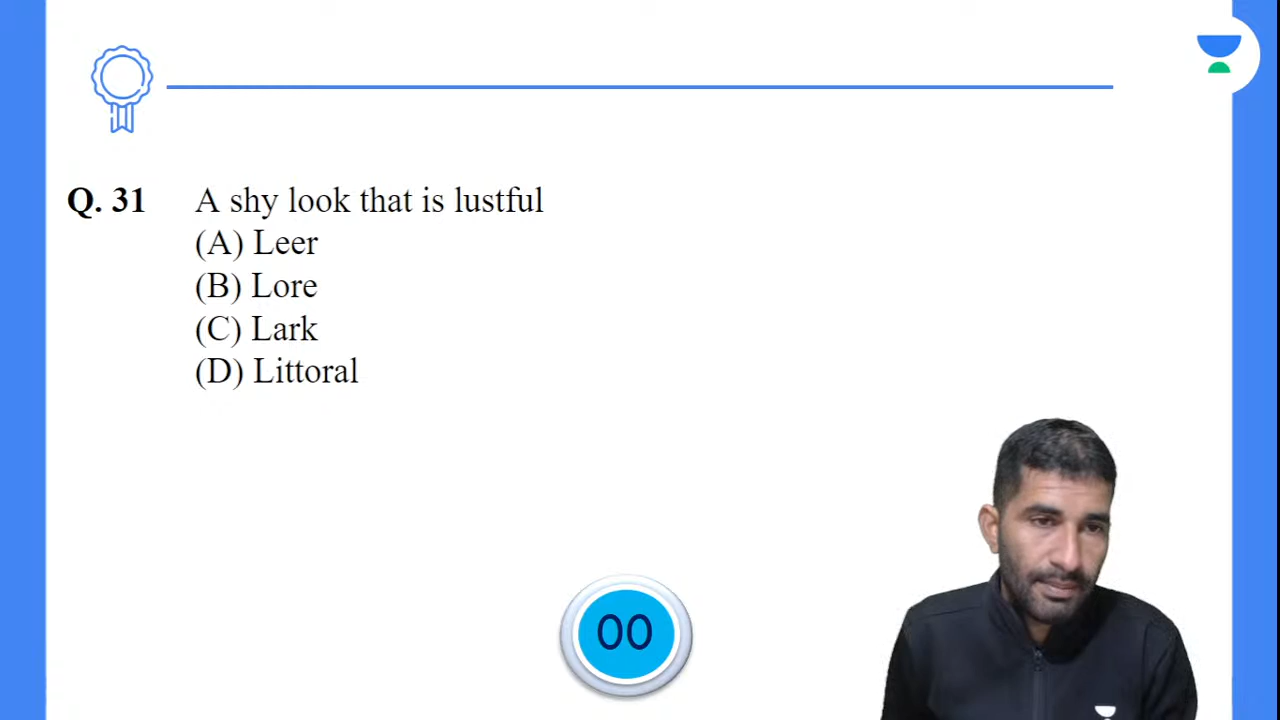 Q. 31 A shy look that is lustful
(A) Leer
(B) Lore
(C) Lark
(D) Littoral
00